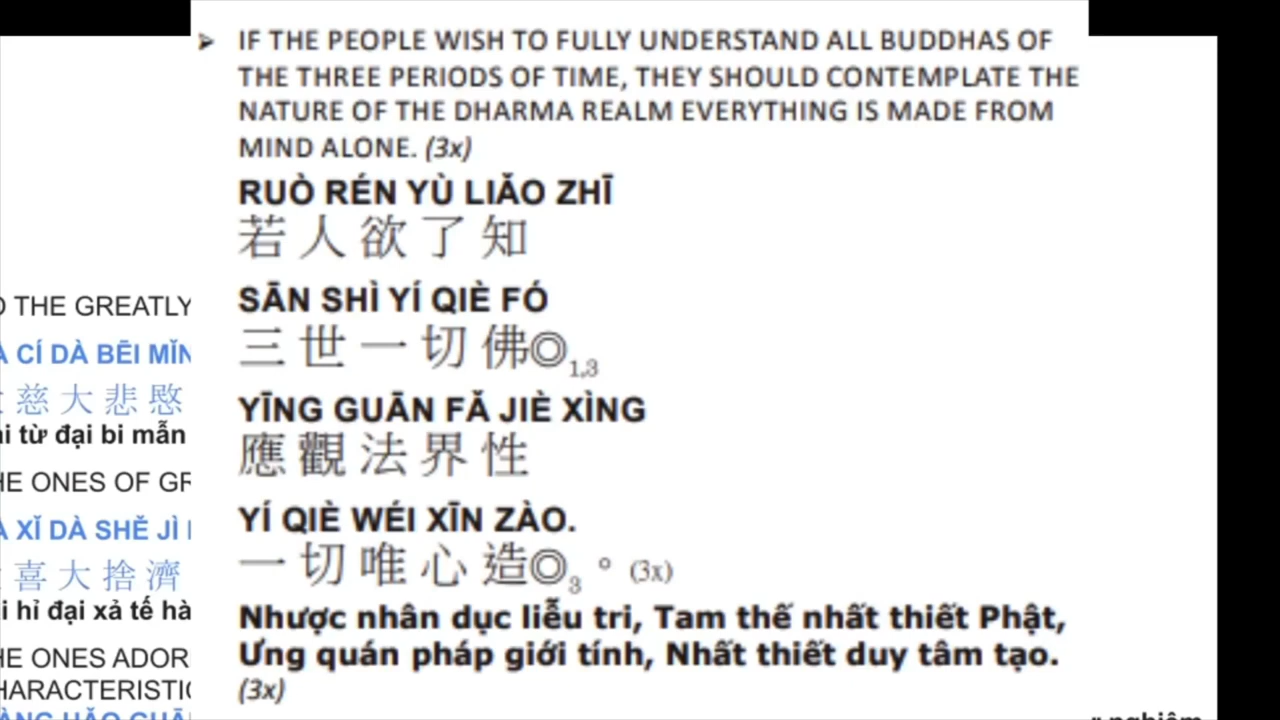 ➢ IF THE PEOPLE WISH TO FULLY UNDERSTAND ALL BUDDHAS OF
THE THREE PERIODS OF TIME, THEY SHOULD CONTEMPLATE THE
NATURE OF THE DHARMA REALM EVERYTHING IS MADE FROM
MIND ALONE. (3x)
RUÒ RÉN YÙ LIǍO ZHĪ
若人欲了知
SĀN SHÌ YÍ QIÈ FÓ
三世一切佛◎1,3
YĪNG GUĀN FǍ JIÈ XÌNG
應觀法界性
YÍ QIÈ WÉI XĪN ZÀO.
一切唯心造◎3。(3x)
Nhược nhân dục liễu tri, Tam thế nhất thiết Phật,
Ưng quán pháp giới tính, Nhất thiết duy tâm tạo.
(3x)
THE GREATLY
CÍ DÀ BĒI MǏN
慈大悲愍
từ đại bi mẫn
ONES OF
XǏ DÀ SHĚ JÌ
喜大捨濟
hỉ đại xả tế hà
ONES ADOR
nghiêm